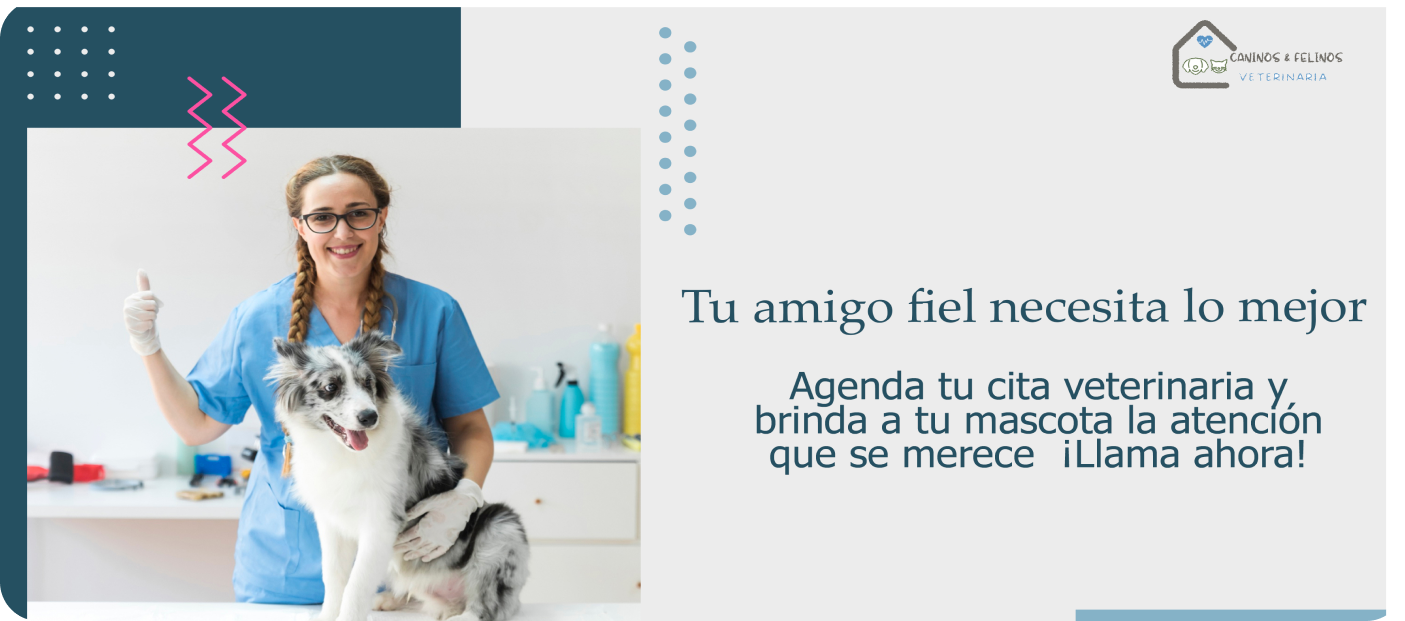 CANINOS & FELINOS
VETERINARIA
Tu amigo fiel necesita lo mejor
Agenda tu cita veterinaria y
brinda a tu mascota la atención
que se merece ¡Llama ahora!